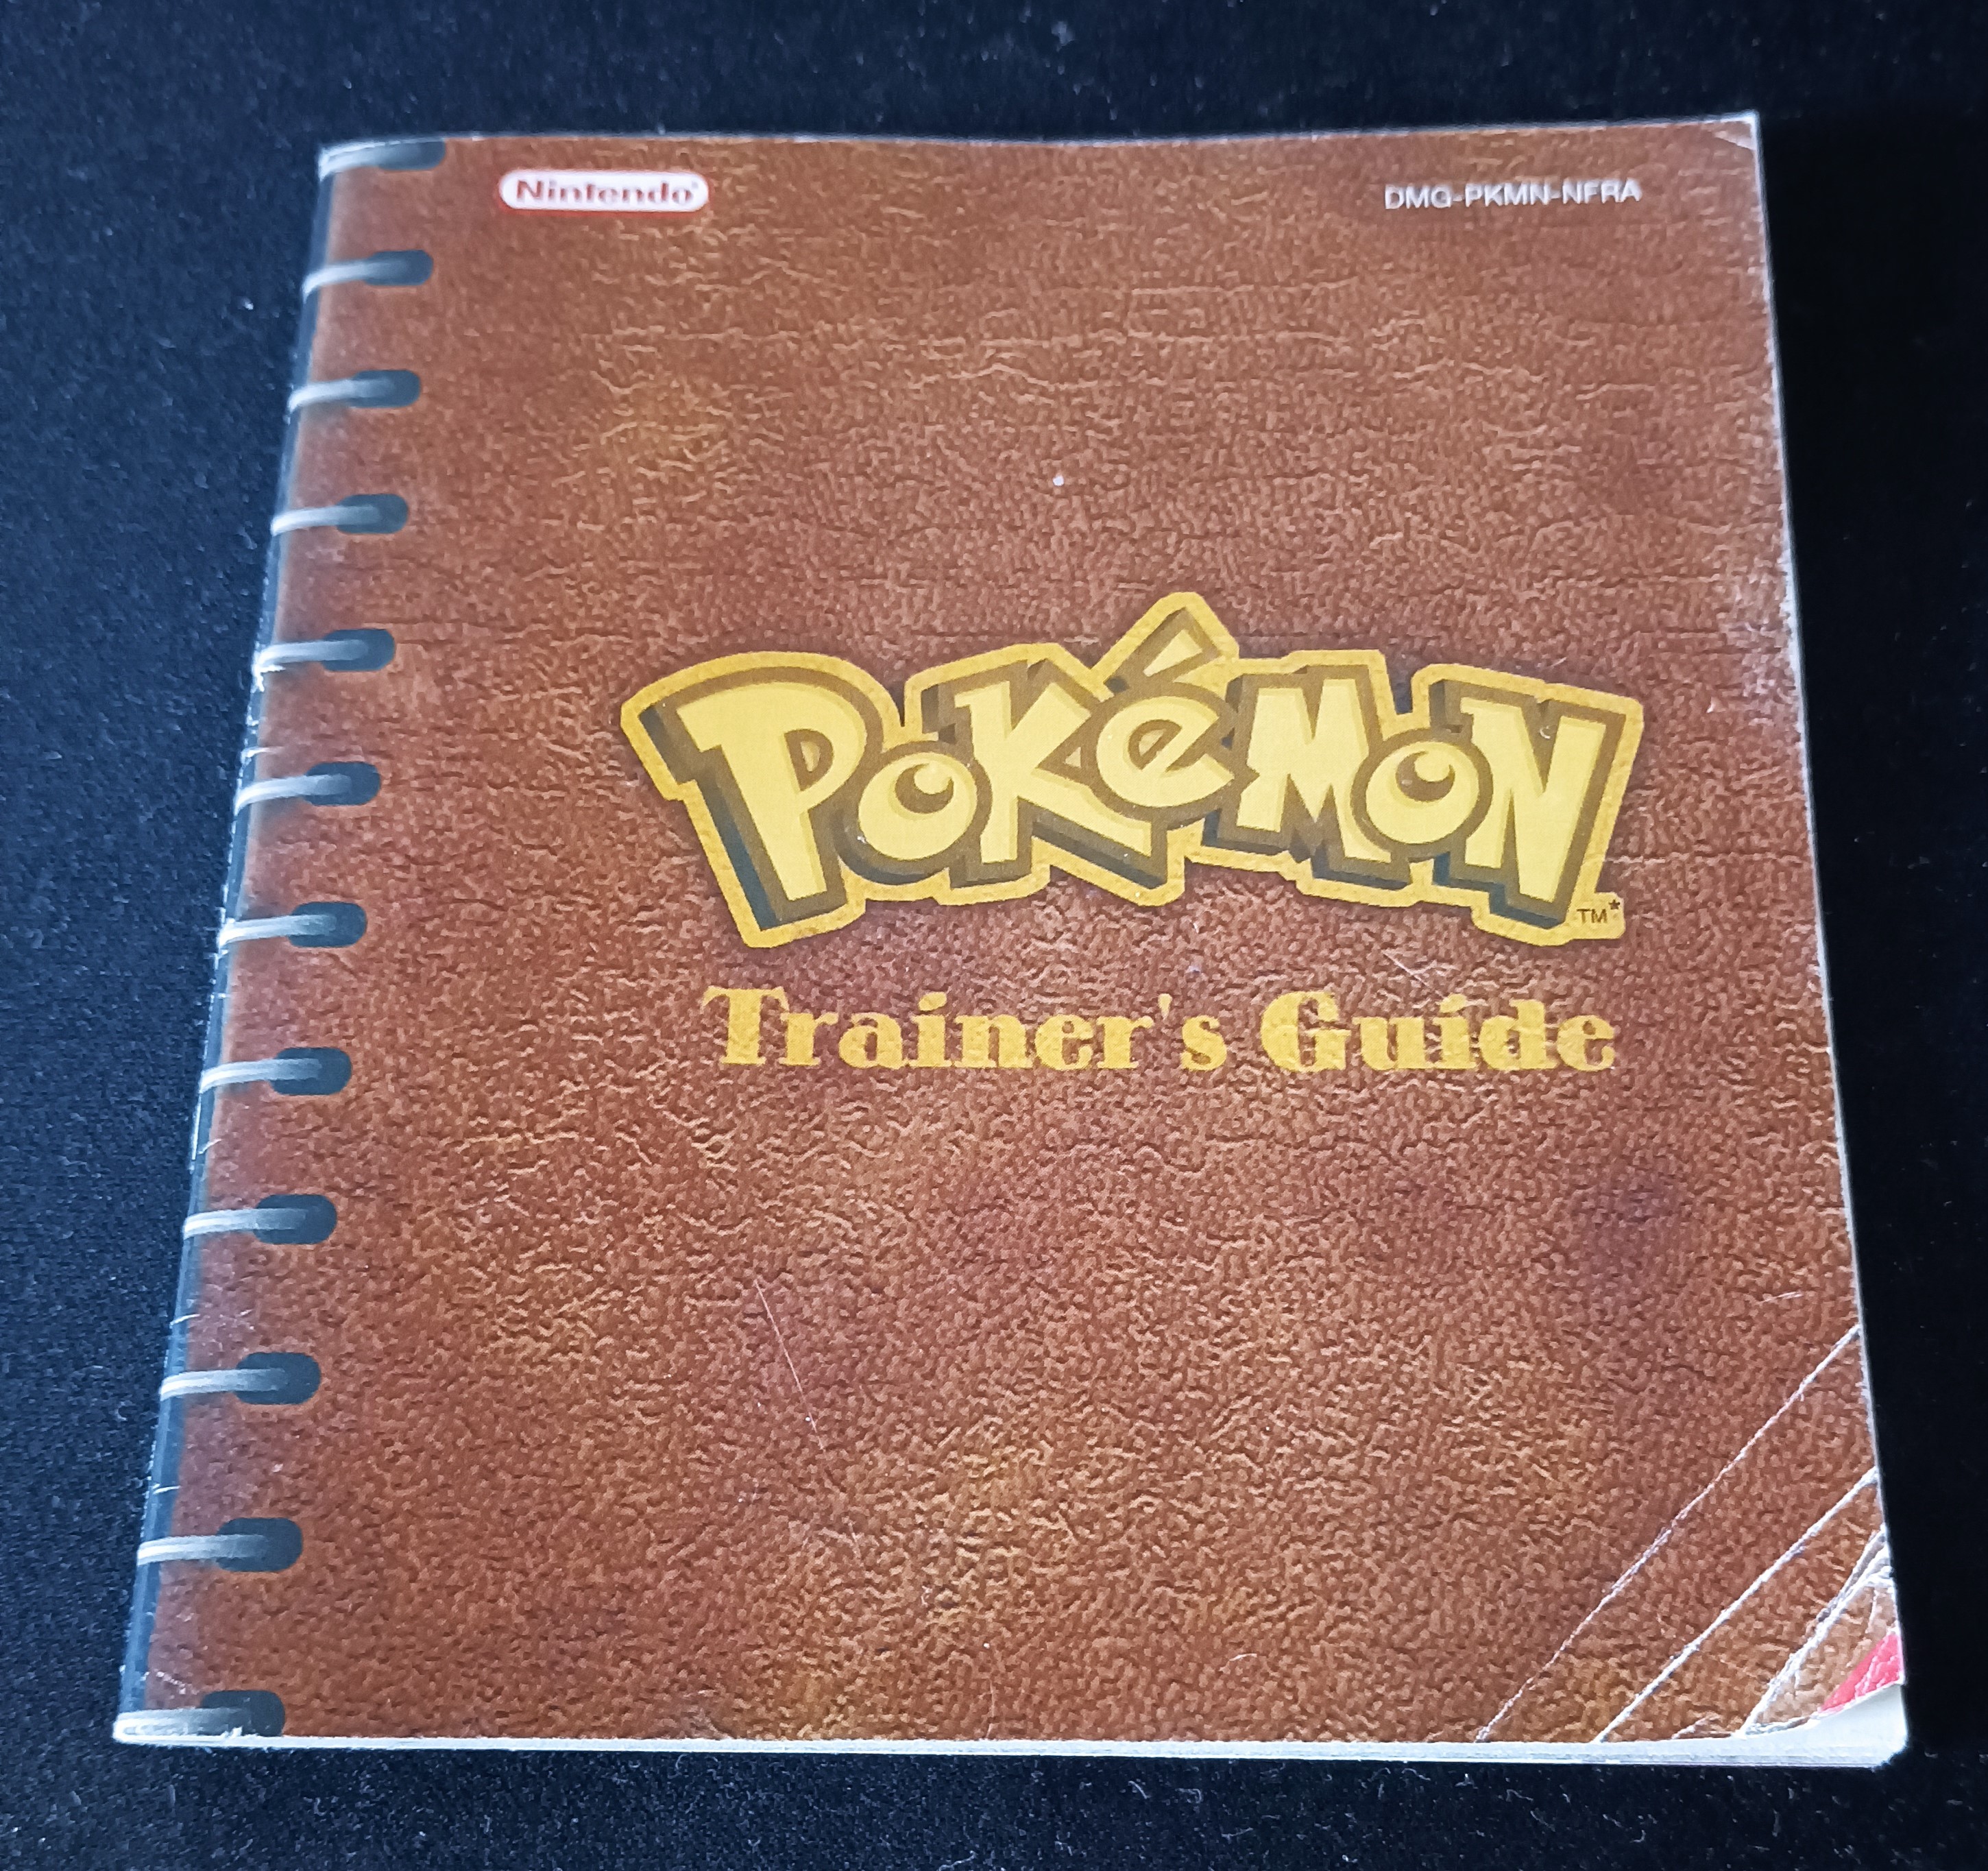 Nintendo®
DMG-PKMN-NFRA
POKéMON
TM*
Trainer's Guide